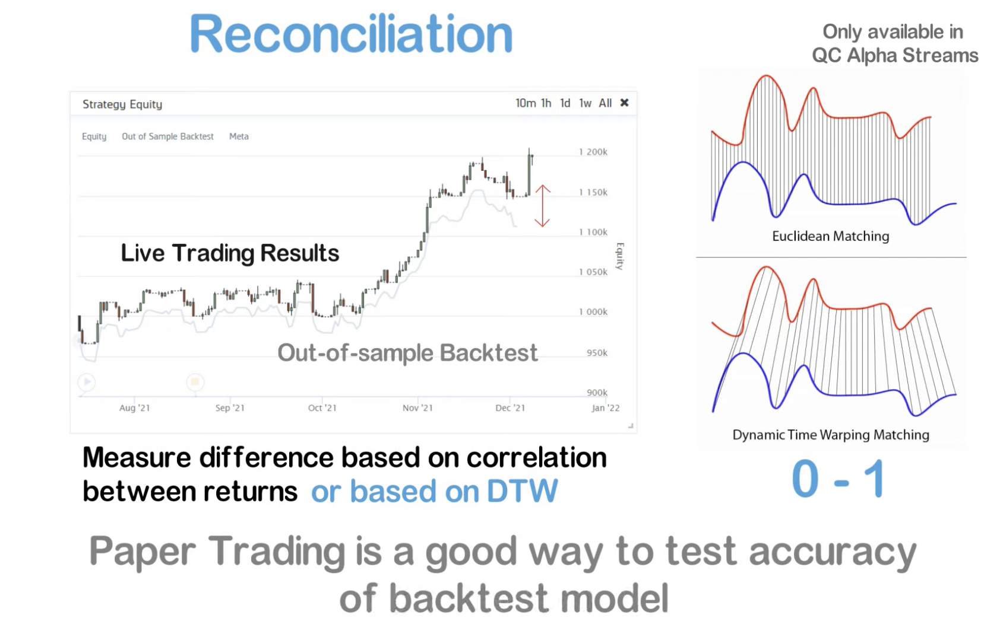 Reconciliation
Only available in
QC Alpha Streams
Strategy Equity
10m 1h 1d 1w All ✖
Equity Out of Sample Backtest Meta
1 200k
1 150k
1 100k
1 050k
1 000k
950k
900k
Equity
Live Trading Results
Out-of-sample Backtest
Aug '21 Sep '21 Oct '21 Nov '21 Dec '21 Jan '22
Euclidean Matching
Dynamic Time Warping Matching
0 - 1
Measure difference based on correlation
between returns or based on DTW
Paper Trading is a good way to test accuracy
of backtest model